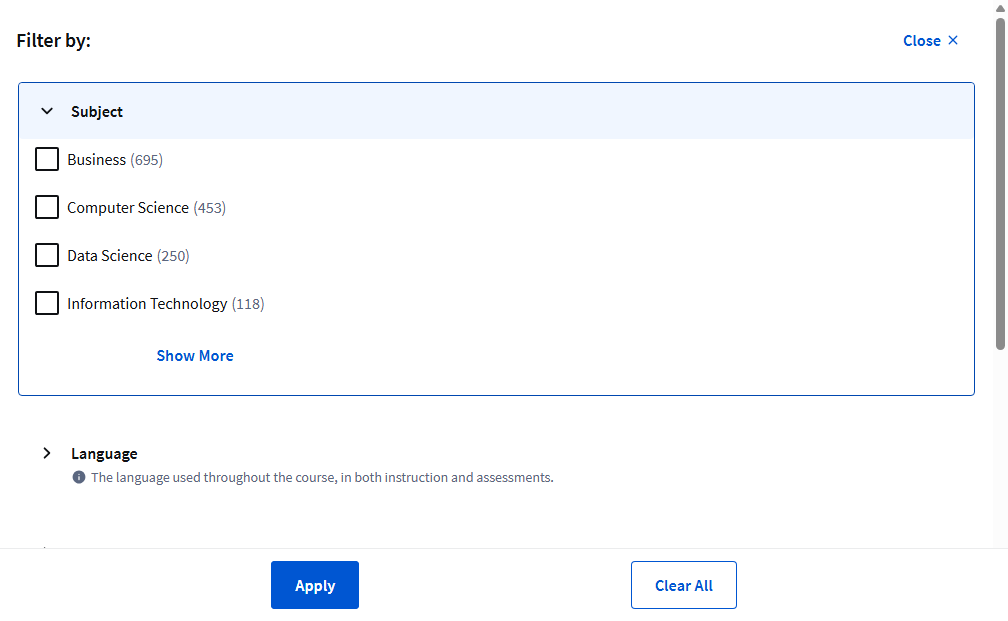 Filter by:
Close ×
Subject
Business (695)
Computer Science (453)
Data Science (250)
Information Technology (118)
Show More
Language
The language used throughout the course, in both instruction and assessments.
Apply
Clear All